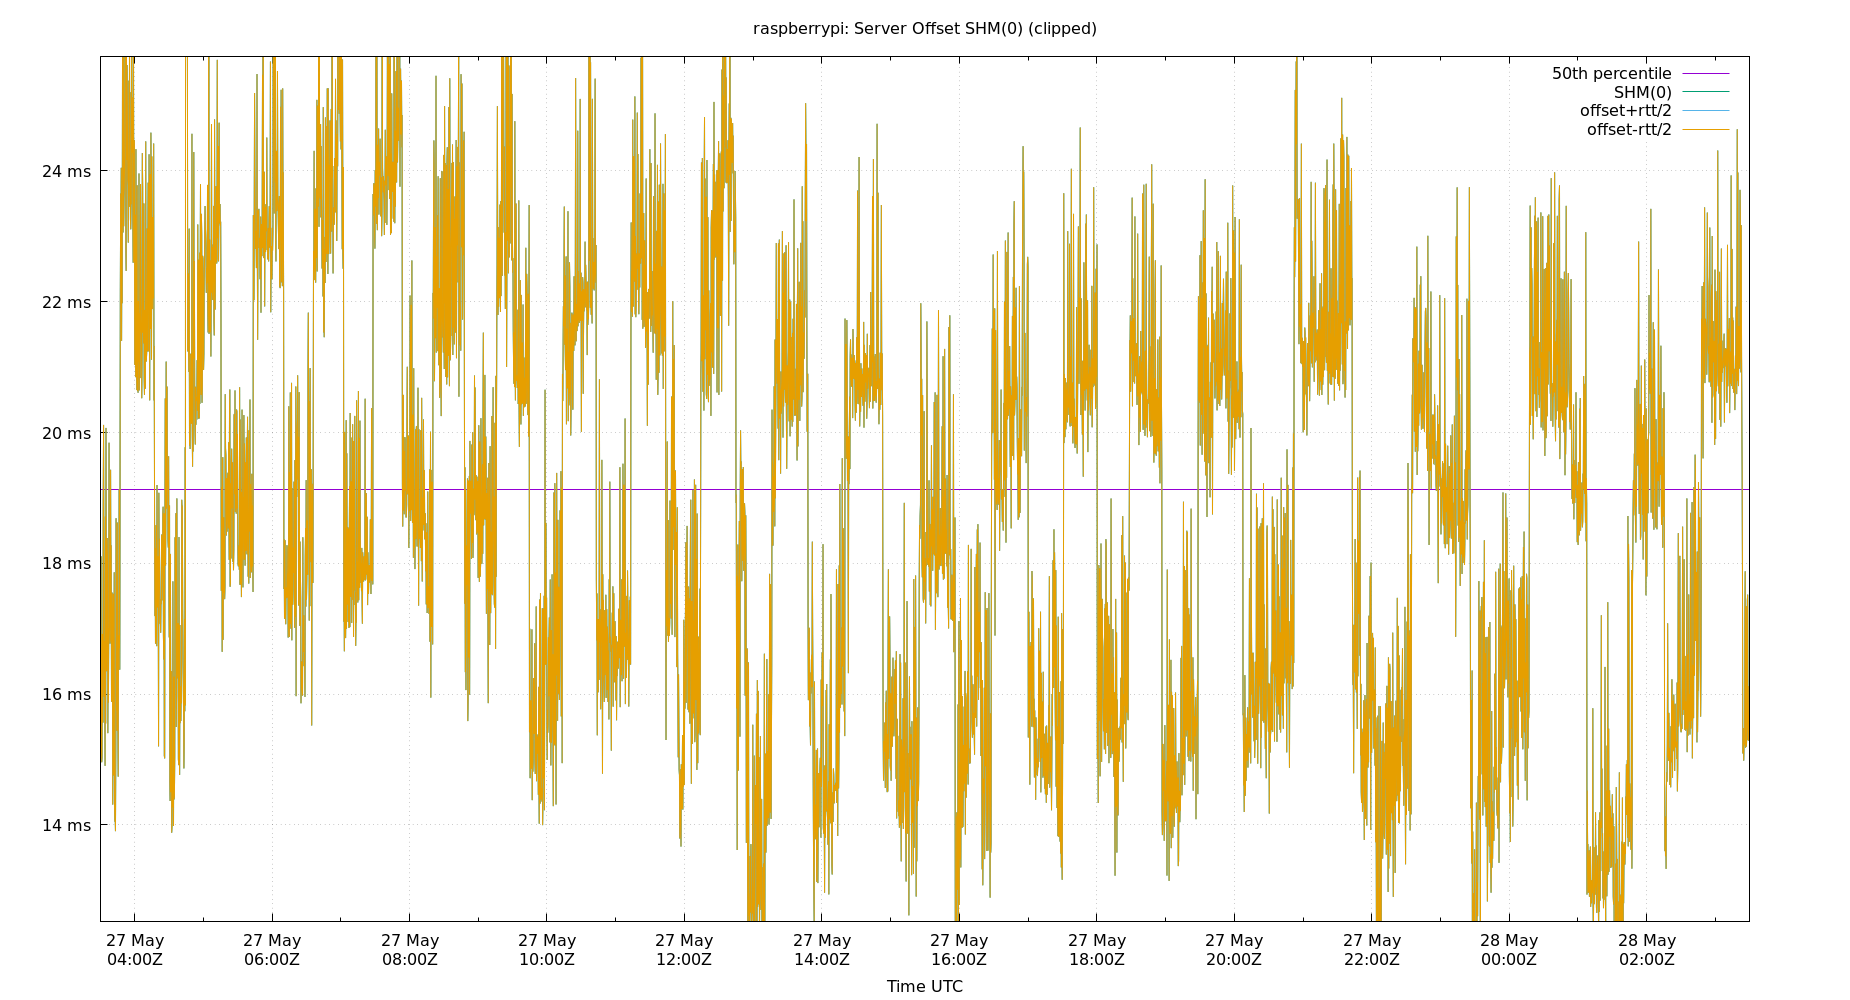 raspberrypi: Server Offset SHM(0) (clipped)
50th percentile
SHM(0)
offset+rtt/2
offset-rtt/2
24 ms
22 ms
20 ms
18 ms
16 ms
14 ms
27 May 27 May 27 May 27 May 27 May 27 May 27 May 27 May 27 May 27 May 28 May 28 May
04:00Z 06:00Z 08:00Z 10:00Z 12:00Z 14:00Z 16:00Z 18:00Z 20:00Z 22:00Z 00:00Z 02:00Z
Time UTC